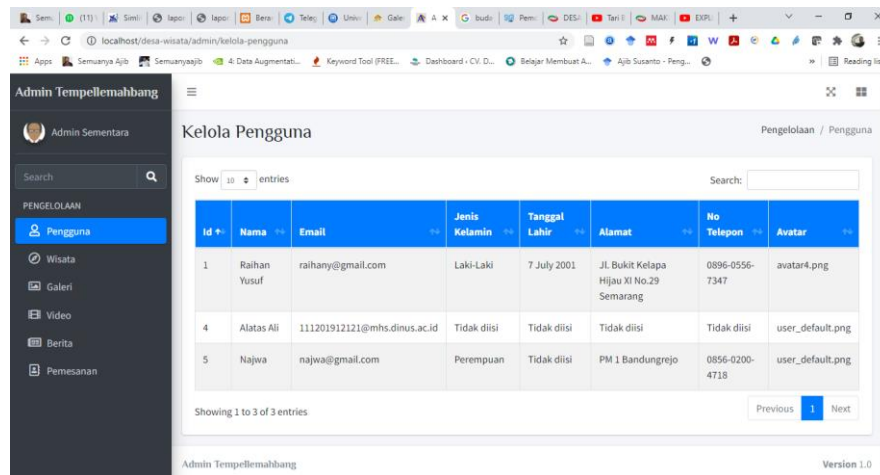 localhost/desa-wisata/admin/kelola-pengguna
Apps Semuanya Ajib Semuanyaajib 4: Data Augmentati... Keyword Tool (FREE... Dashboard ‹ CV. D... Belajar Membuat A... Ajib Susanto - Peng... » Reading lis
Admin Tempellemahbang
Admin Sementara
Search
PENGELOLAAN
Pengguna
Wisata
Galeri
Video
Berita
Pemesanan
Kelola Pengguna
Pengelolaan / Pengguna
Show 10 entries Search:
Id Nama Email Jenis Kelamin Tanggal Lahir Alamat No Telepon Avatar
1 Raihan Yusuf raihany@gmail.com Laki-Laki 7 July 2001 Jl. Bukit Kelapa Hijau XI No.29 Semarang 0896-0556-7347 avatar4.png
4 Alatas Ali 111201912121@mhs.dinus.ac.id Tidak diisi Tidak diisi Tidak diisi Tidak diisi user_default.png
5 Najwa najwa@gmail.com Perempuan Tidak diisi PM 1 Bandungrejo 0856-0200-4718 user_default.png
Showing 1 to 3 of 3 entries
Previous 1 Next
Admin Tempellemahbang
Version 1.0